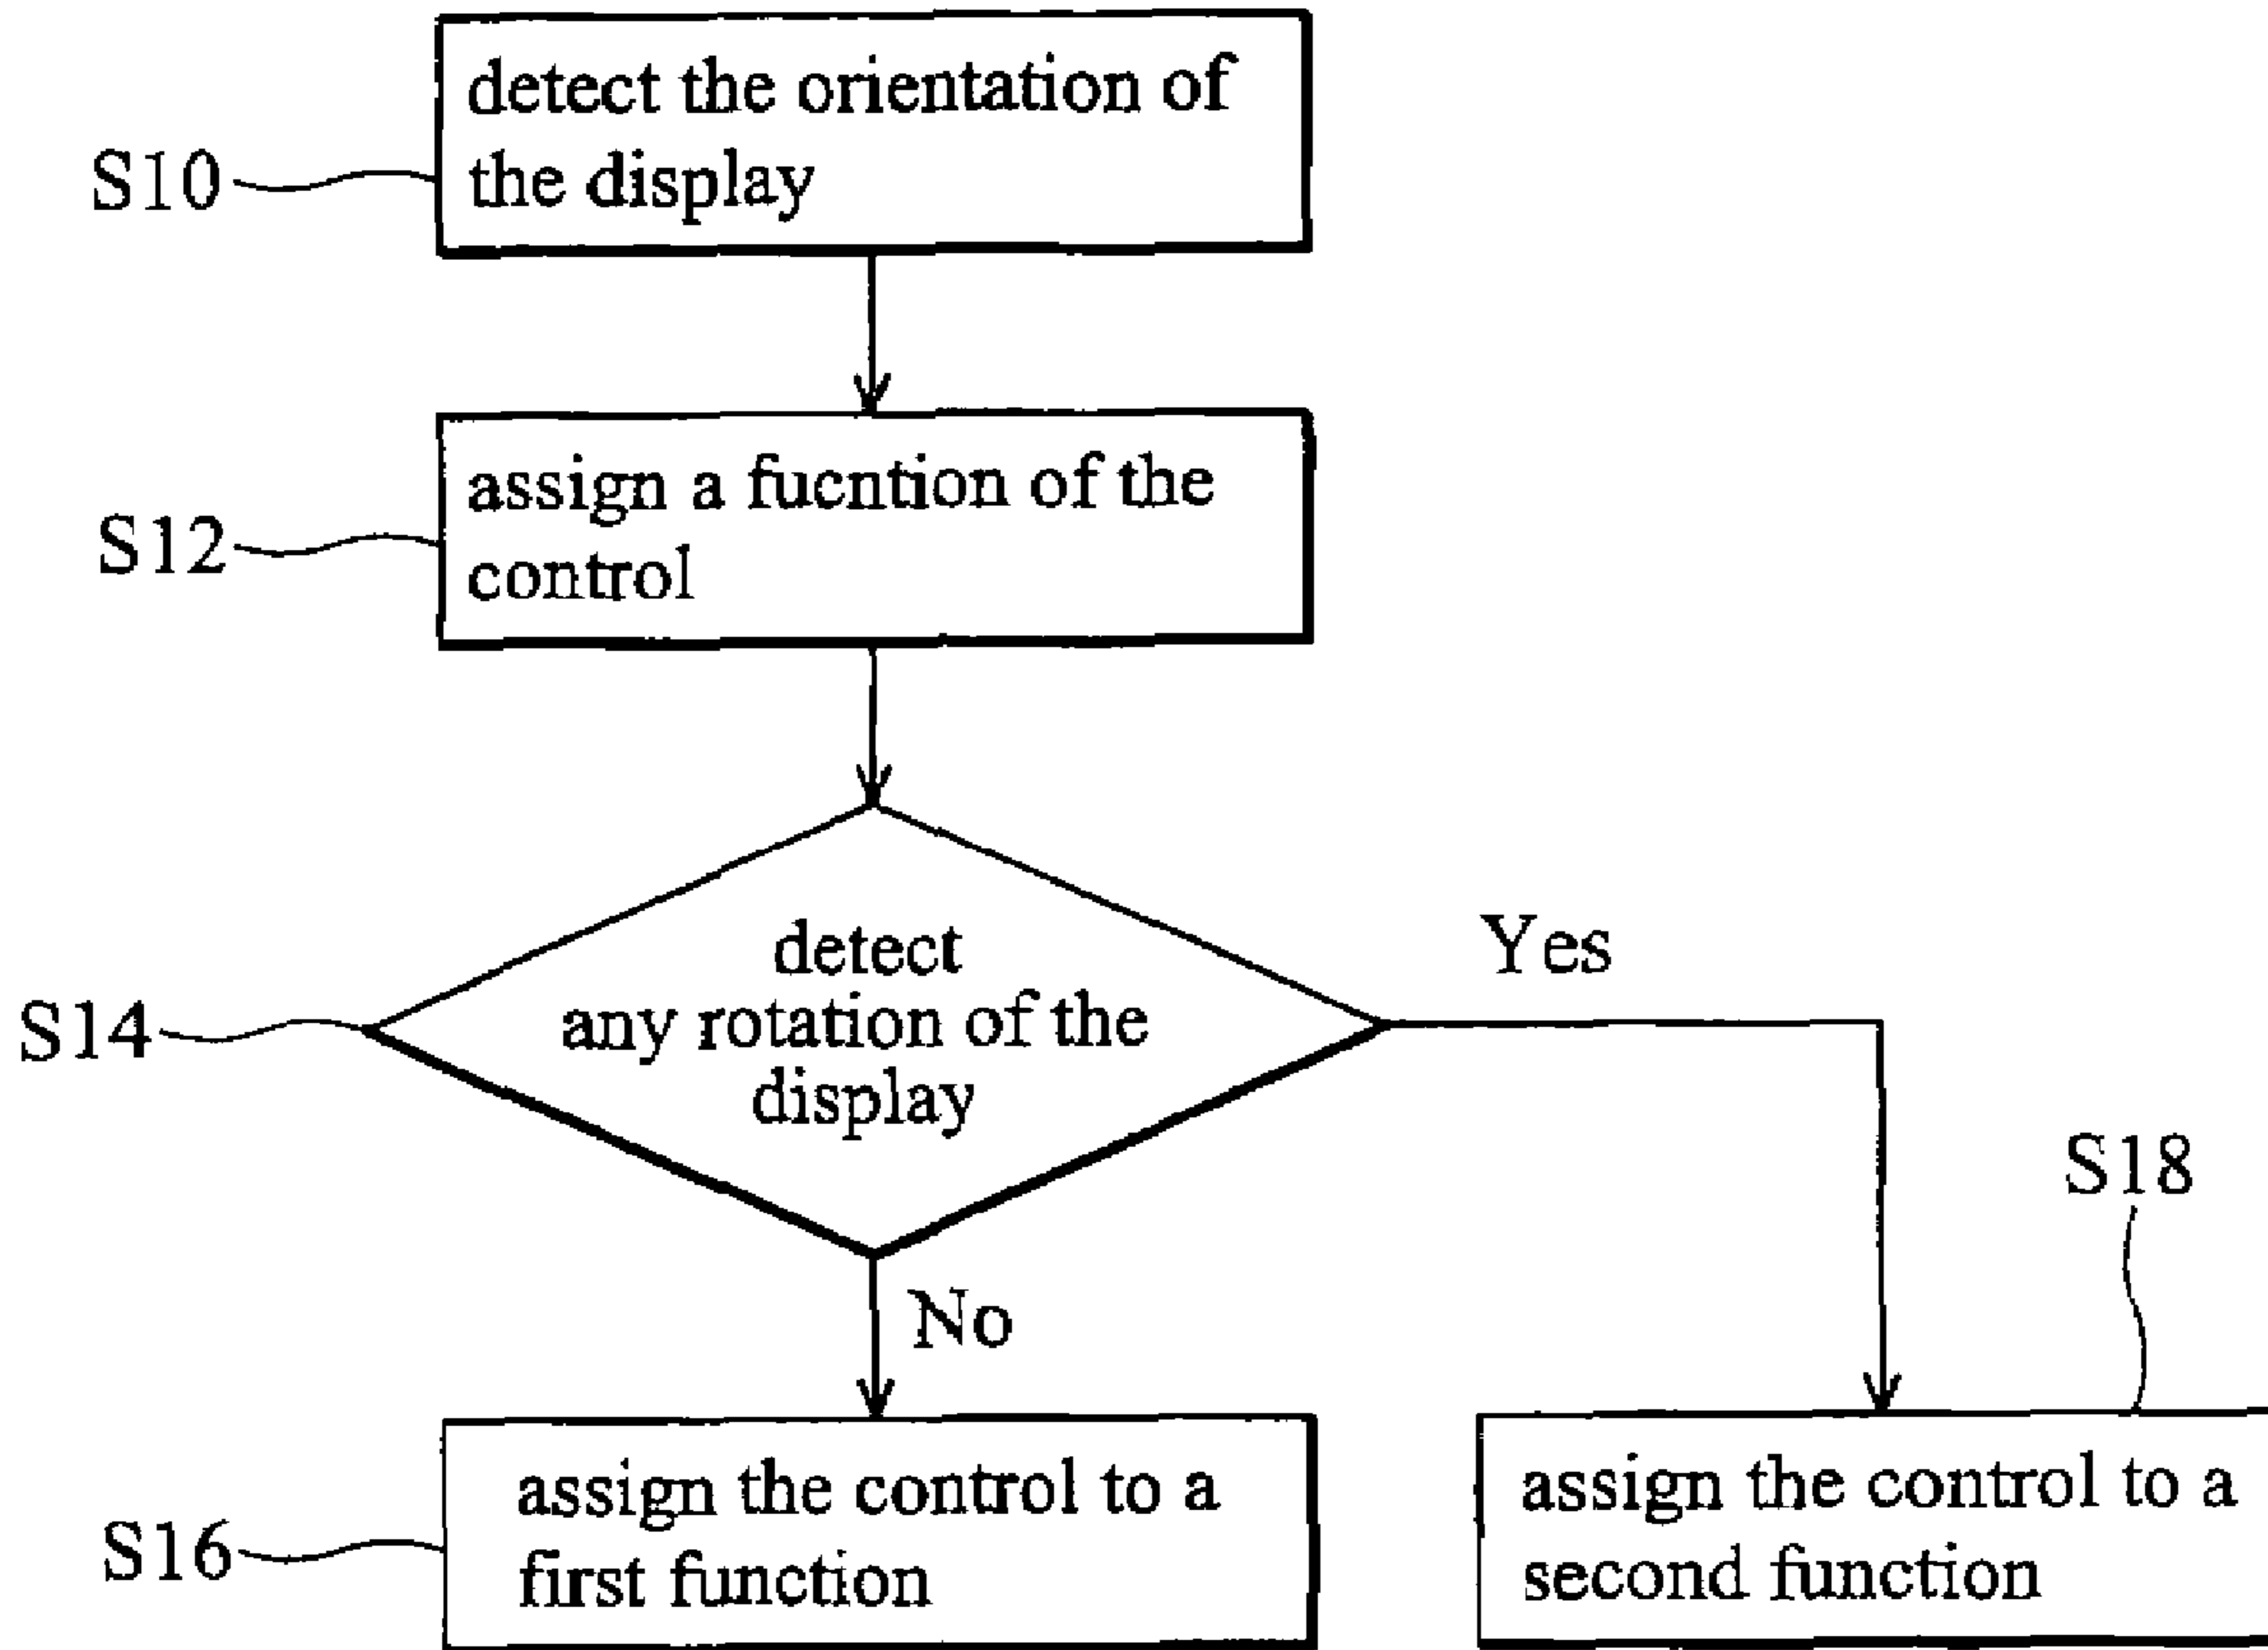 detect the orientation of
the display
S10
assign a fucntion of the
control
S12
detect
any rotation of the
display
S14
Yes
No
S18
assign the control to a
first function
S16
assign the control to a
second function